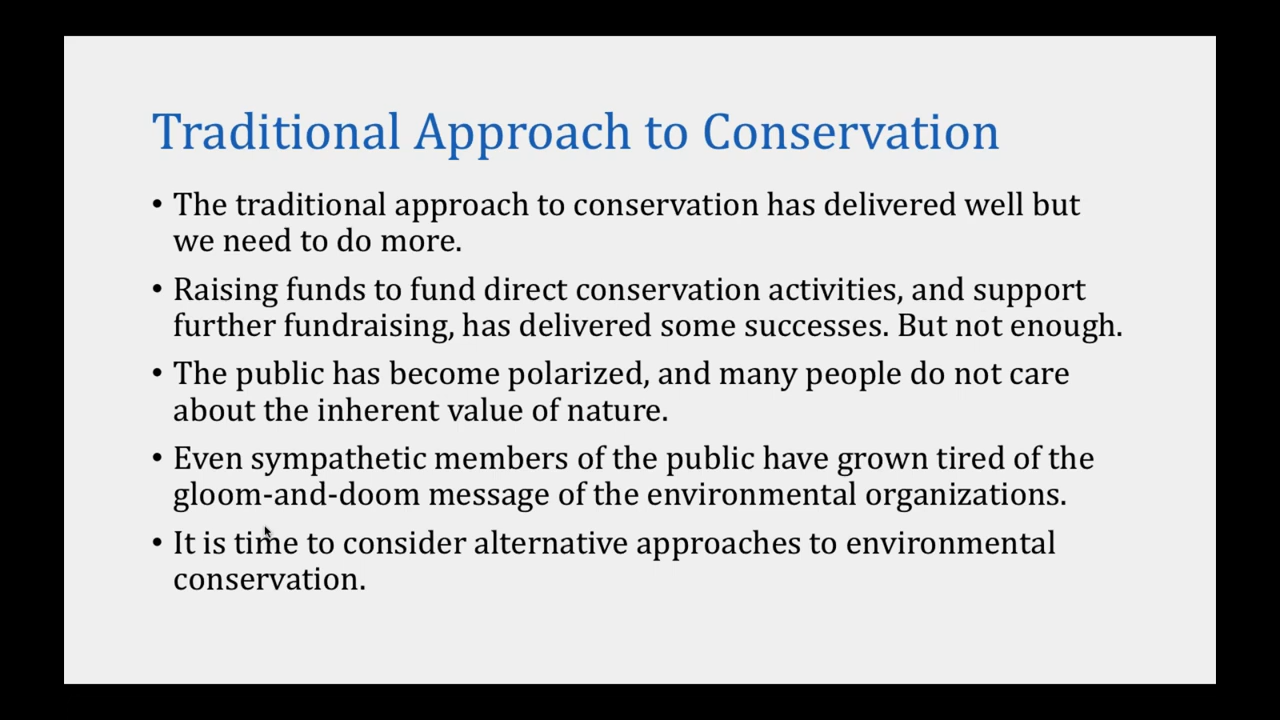 Traditional Approach to Conservation
• The traditional approach to conservation has delivered well but
we need to do more.
• Raising funds to fund direct conservation activities, and support
further fundraising, has delivered some successes. But not enough.
• The public has become polarized, and many people do not care
about the inherent value of nature.
• Even sympathetic members of the public have grown tired of the
gloom-and-doom message of the environmental organizations.
• It is time to consider alternative approaches to environmental
conservation.